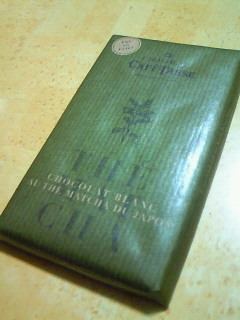 CAFÉ-TASSE
THÉ
CHOCOLAT BLANC
AU THÉ MATCHA DU JAPON
CHA